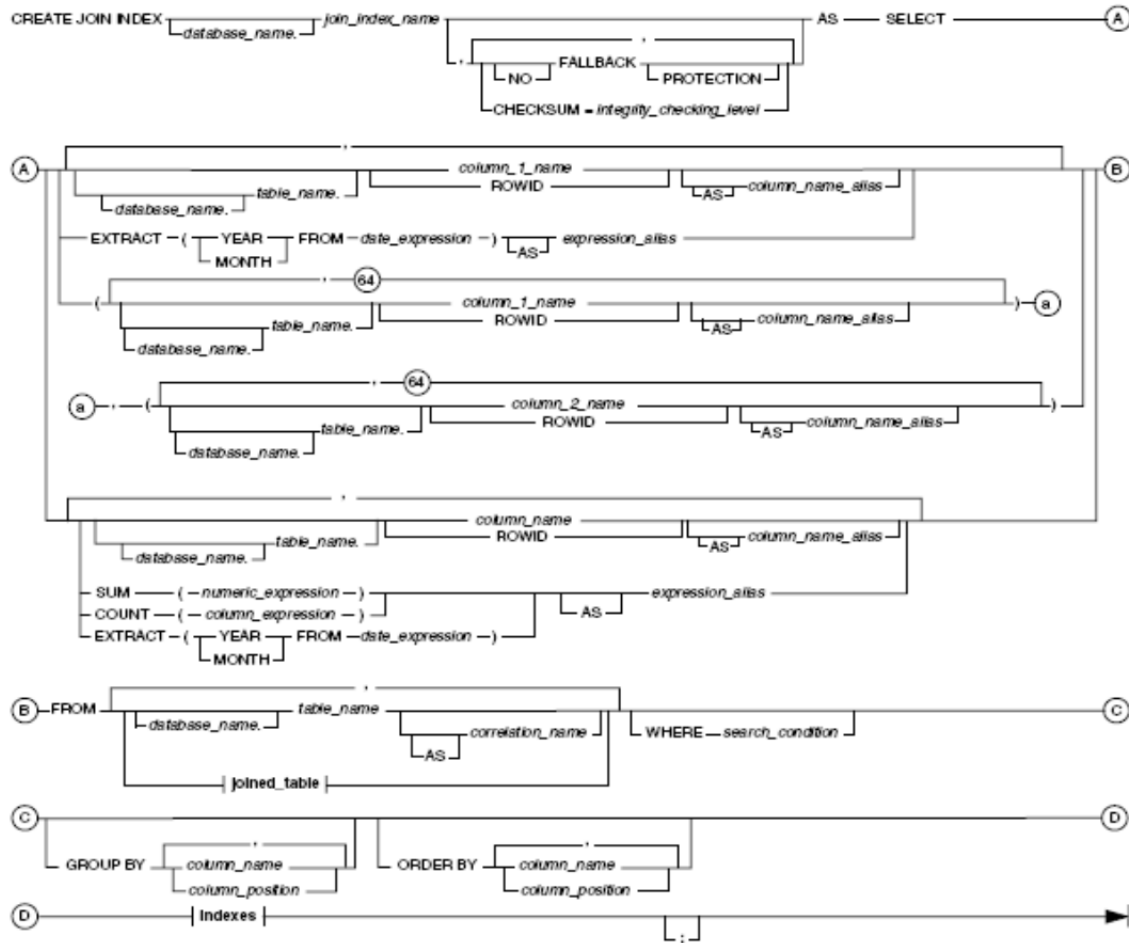 CREATE JOIN INDEX database_name. join_index_name AS SELECT A
, ,
NO FALLBACK PROTECTION
CHECKSUM = integrity_checking_level
,
A column_1_name B
table_name. ROWID AS column_name_alias
database_name.
EXTRACT ( YEAR FROM date_expression ) AS expression_alias
MONTH
, 64
( column_1_name ) a
table_name. ROWID AS column_name_alias
database_name.
, 64
a , ( column_2_name )
table_name. ROWID AS column_name_alias
database_name.
,
column_name
table_name. ROWID AS column_name_alias
database_name.
SUM ( numeric_expression ) AS expression_alias
COUNT ( column_expression )
EXTRACT ( YEAR FROM date_expression )
MONTH
,
B FROM table_name C
database_name. AS correlation_name WHERE search_condition
joined_table
C D
, ,
GROUP BY column_name ORDER BY column_name
column_position column_position
D Indexes
;